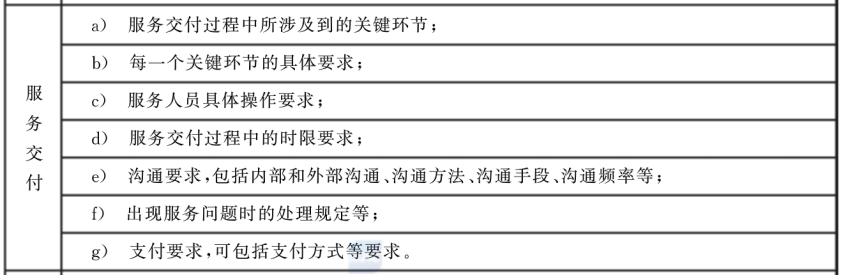 服务交付
a) 服务交付过程中所涉及到的关键环节；
b) 每一个关键环节的具体要求；
c) 服务人员具体操作要求；
d) 服务交付过程中的时限要求；
e) 沟通要求,包括内部和外部沟通、沟通方法、沟通手段、沟通频率等；
f) 出现服务问题时的处理规定等；
g) 支付要求,可包括支付方式等要求。